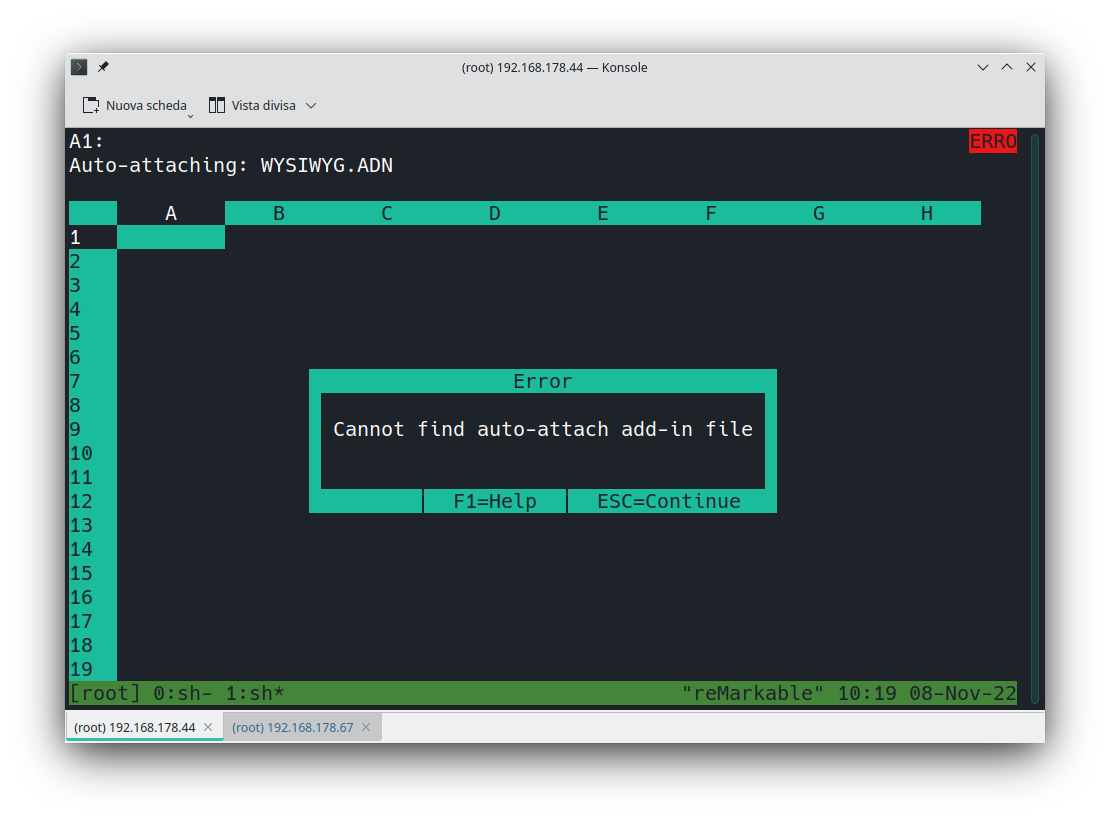 (root) 192.168.178.44 — Konsole
Nuova scheda Vista divisa
A1: ERRO
Auto-attaching: WYSIWYG.ADN
A B C D E F G H
1
2
3
4
5
6
7 Error
8
9 Cannot find auto-attach add-in file
10
11
12 F1=Help ESC=Continue
13
14
15
16
17
18
19
[root] 0:sh- 1:sh* "reMarkable" 10:19 08-Nov-22
(root) 192.168.178.44 (root) 192.168.178.67